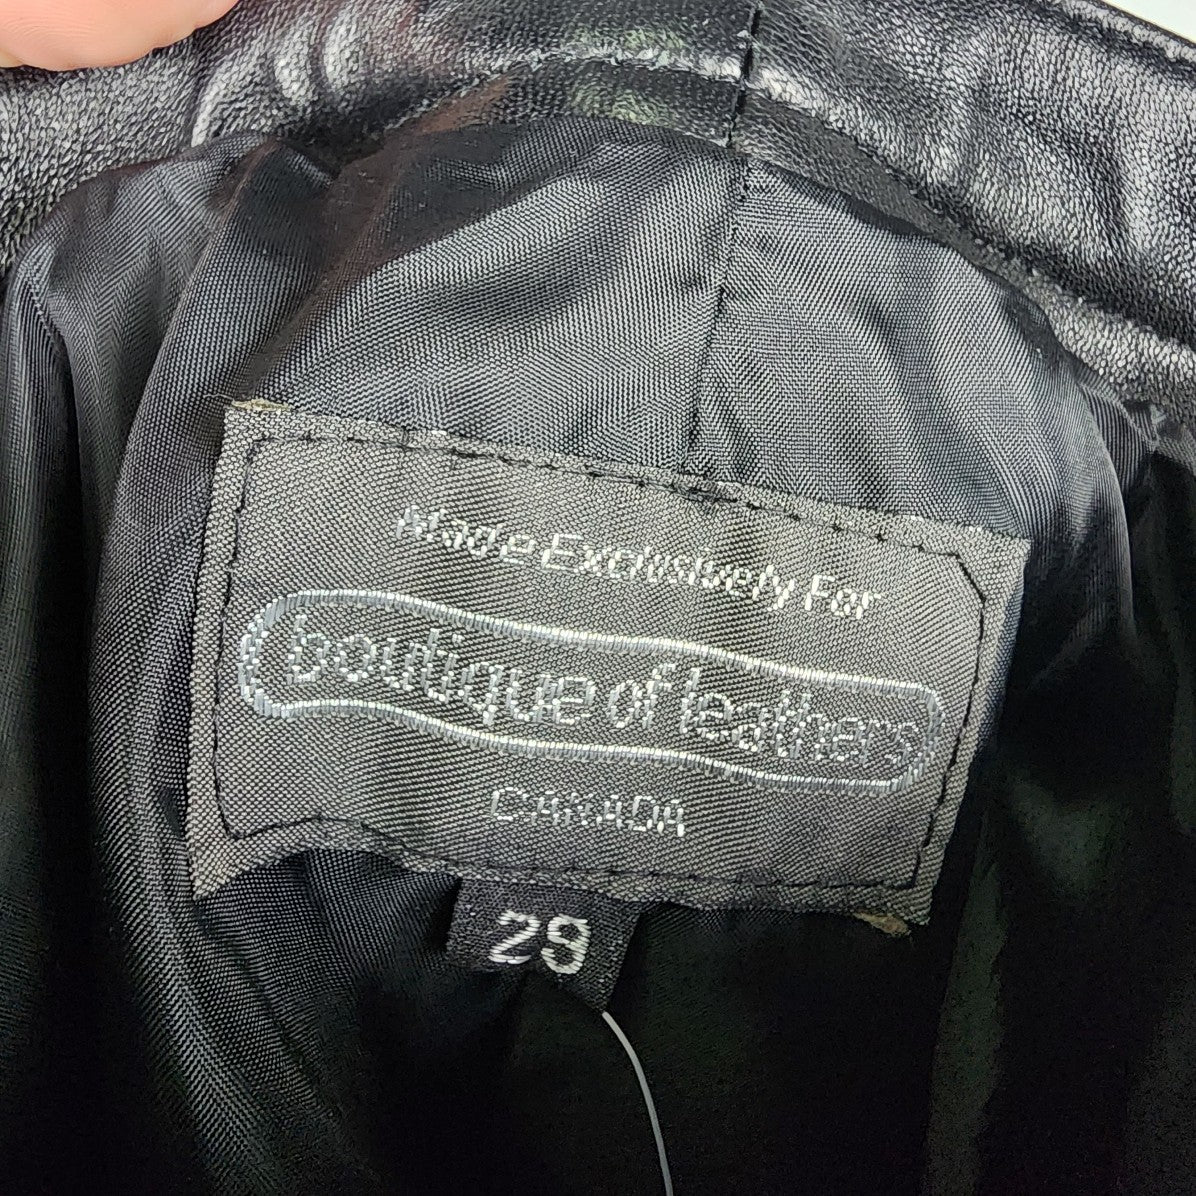 Made Exclusively For
boutique of leathers
CANADA
29